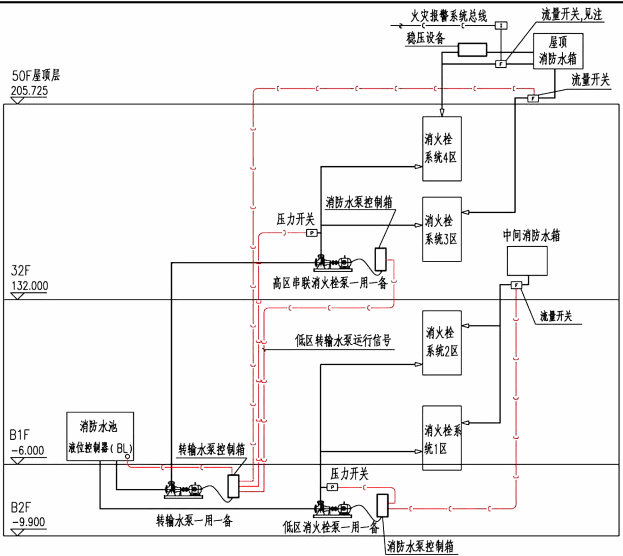 火灾报警系统总线
流量开关,见注
稳压设备
屋顶
消防水箱
流量开关
50F屋顶层
205.725
消火栓
系统4区
消防水泵控制箱
压力开关
消火栓
系统3区
中间消防水箱
高区串联消火栓泵一用一备
32F
132.000
流量开关
低区转输水泵运行信号
消火栓
系统2区
消防水池
液位控制器(BL)
B1F
-6.000
转输水泵控制箱
消火栓系
统1区
压力开关
B2F
-9.900
转输水泵一用一备
低区消火栓泵一用一备
消防水泵控制箱